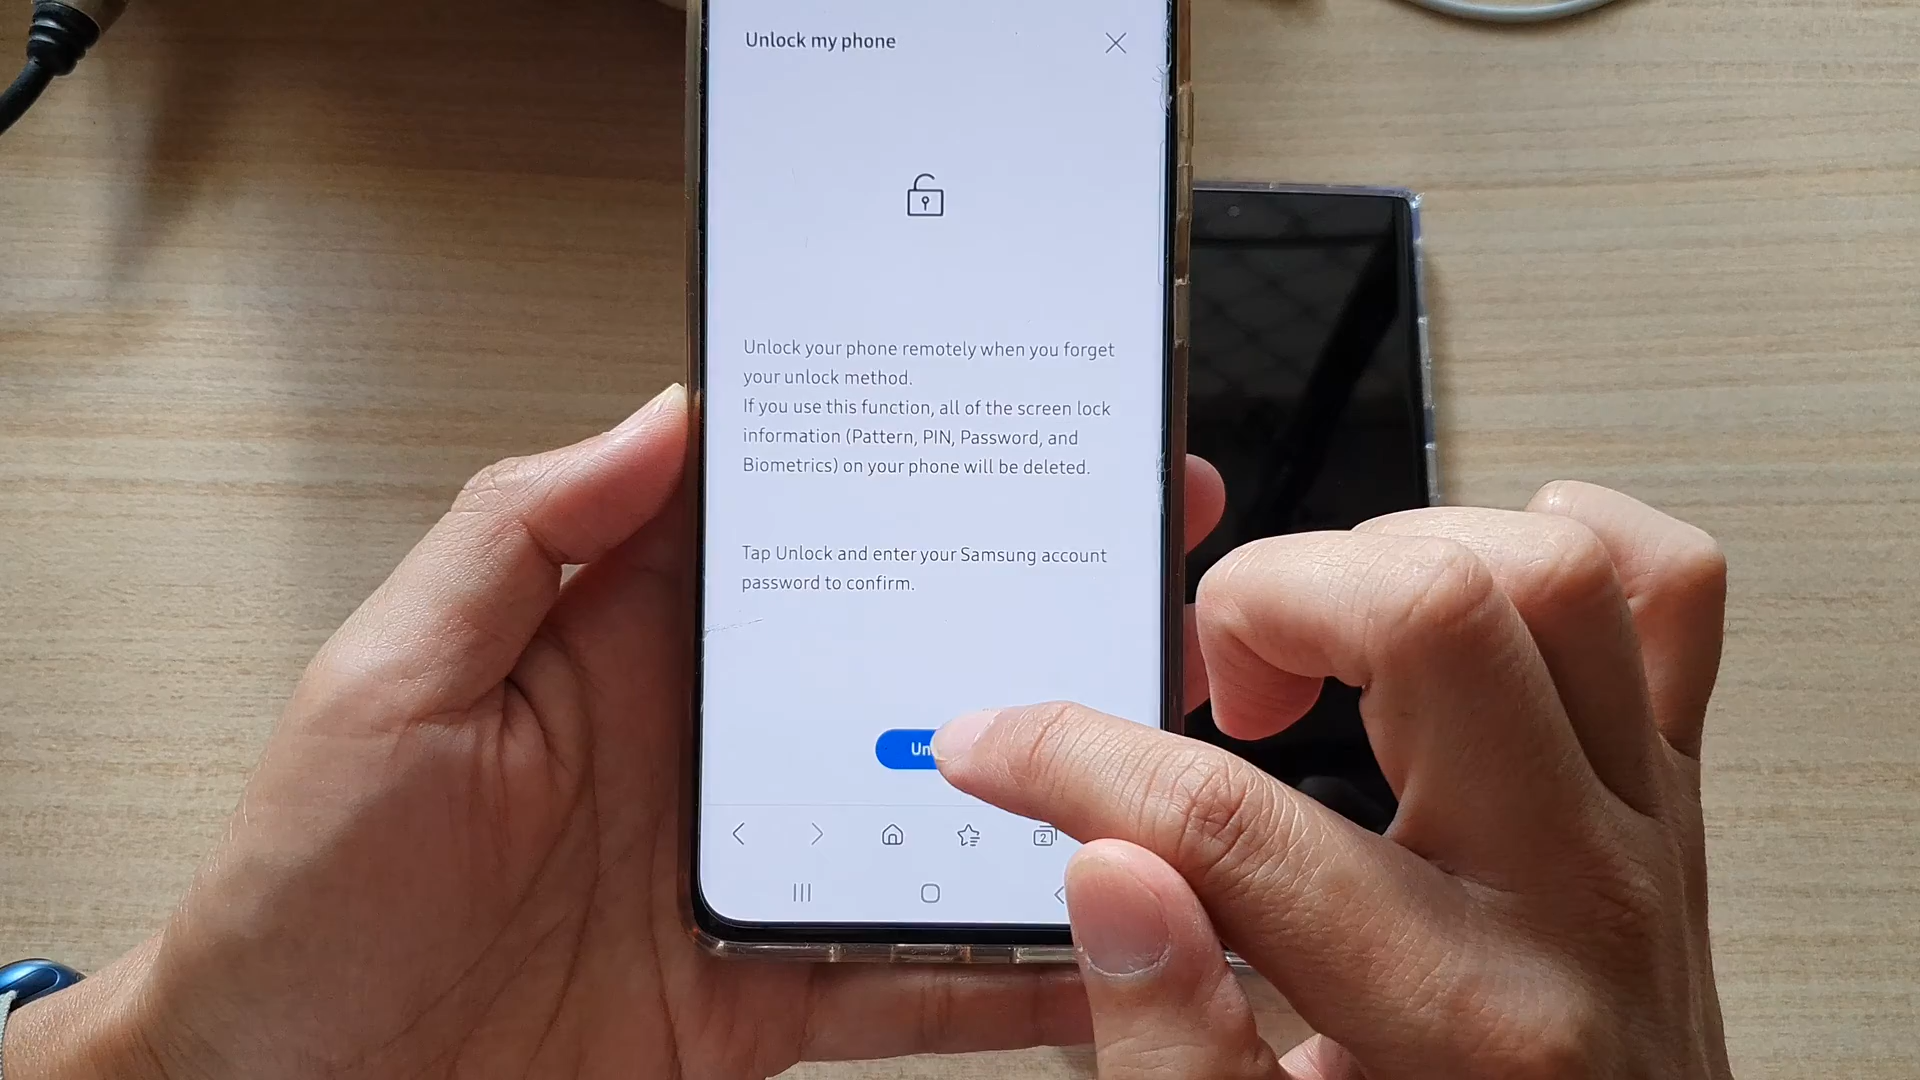 Unlock my phone
Unlock your phone remotely when you forget
your unlock method.
If you use this function, all of the screen lock
information (Pattern, PIN, Password, and
Biometrics) on your phone will be deleted.
Tap Unlock and enter your Samsung account
password to confirm.
Un
2